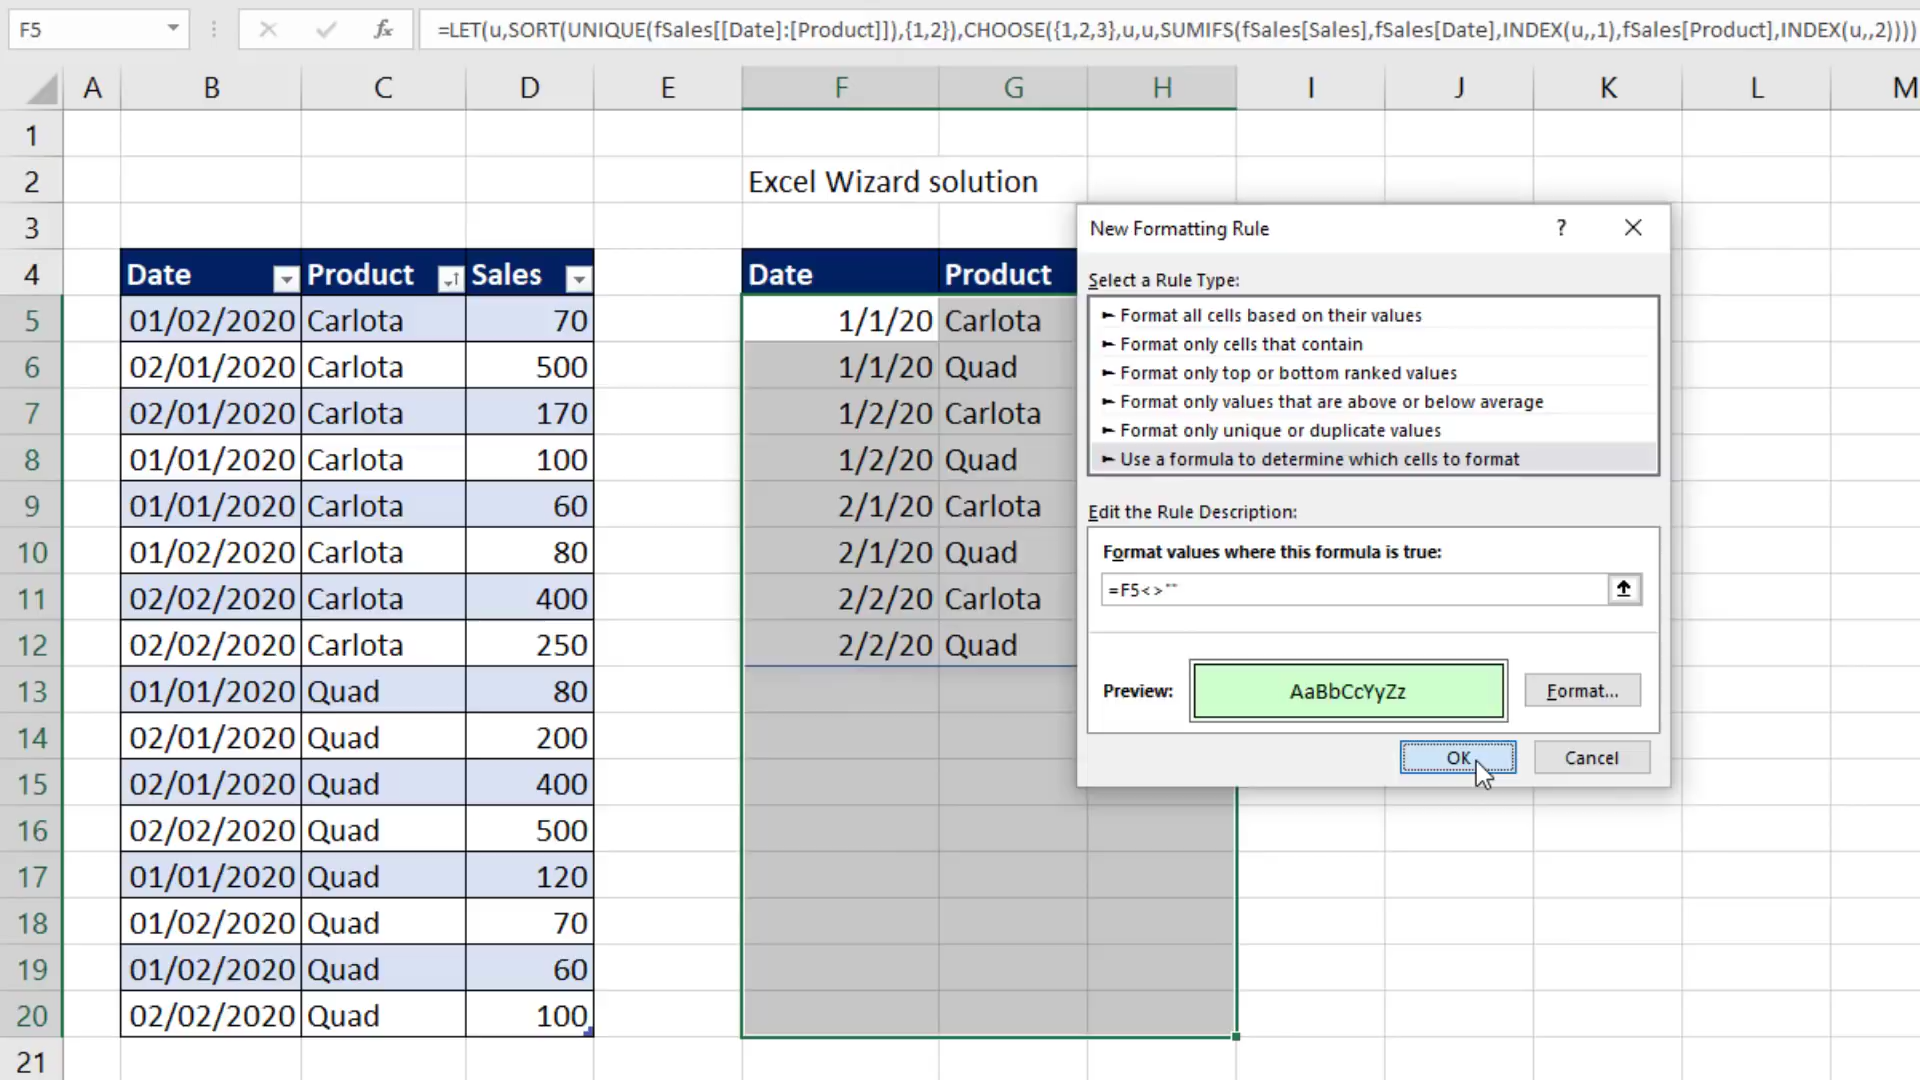 F5 fx =LET(u,SORT(UNIQUE(fSales[[Date]:[Product]]),{1,2}),CHOOSE({1,2,3},u,u,SUMIFS(fSales[Sales],fSales[Date],INDEX(u,,1),fSales[Product],INDEX(u,,2))))
A B C D E F G H I J K L M
1
2 Excel Wizard solution
3
4 Date Product Sales Date Product
5 01/02/2020 Carlota 70 1/1/20 Carlota
6 02/01/2020 Carlota 500 1/1/20 Quad
7 02/01/2020 Carlota 170 1/2/20 Carlota
8 01/01/2020 Carlota 100 1/2/20 Quad
9 01/01/2020 Carlota 60 2/1/20 Carlota
10 01/02/2020 Carlota 80 2/1/20 Quad
11 02/02/2020 Carlota 400 2/2/20 Carlota
12 02/02/2020 Carlota 250 2/2/20 Quad
13 01/01/2020 Quad 80
14 02/01/2020 Quad 200
15 02/01/2020 Quad 400
16 02/02/2020 Quad 500
17 01/01/2020 Quad 120
18 01/02/2020 Quad 70
19 01/02/2020 Quad 60
20 02/02/2020 Quad 100
21
New Formatting Rule ?
Select a Rule Type:
► Format all cells based on their values
► Format only cells that contain
► Format only top or bottom ranked values
► Format only values that are above or below average
► Format only unique or duplicate values
► Use a formula to determine which cells to format
Edit the Rule Description:
Format values where this formula is true:
=F5<>""
Preview: AaBbCcYyZz Format...
OK Cancel